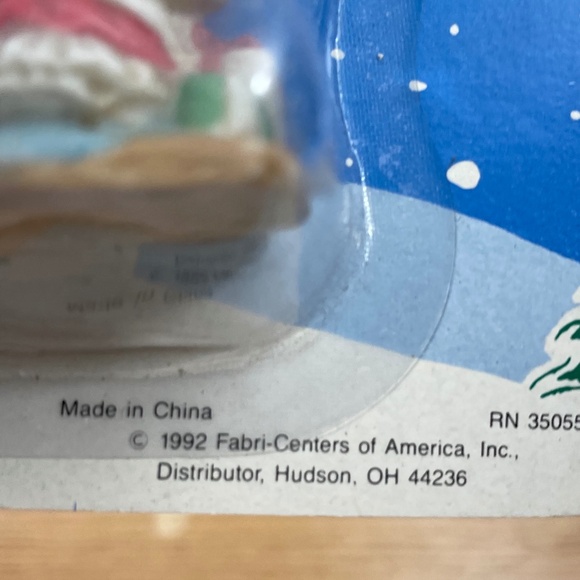 Made in China
© 1992 Fabri-Centers of America, Inc.,
Distributor, Hudson, OH 44236
RN 35055